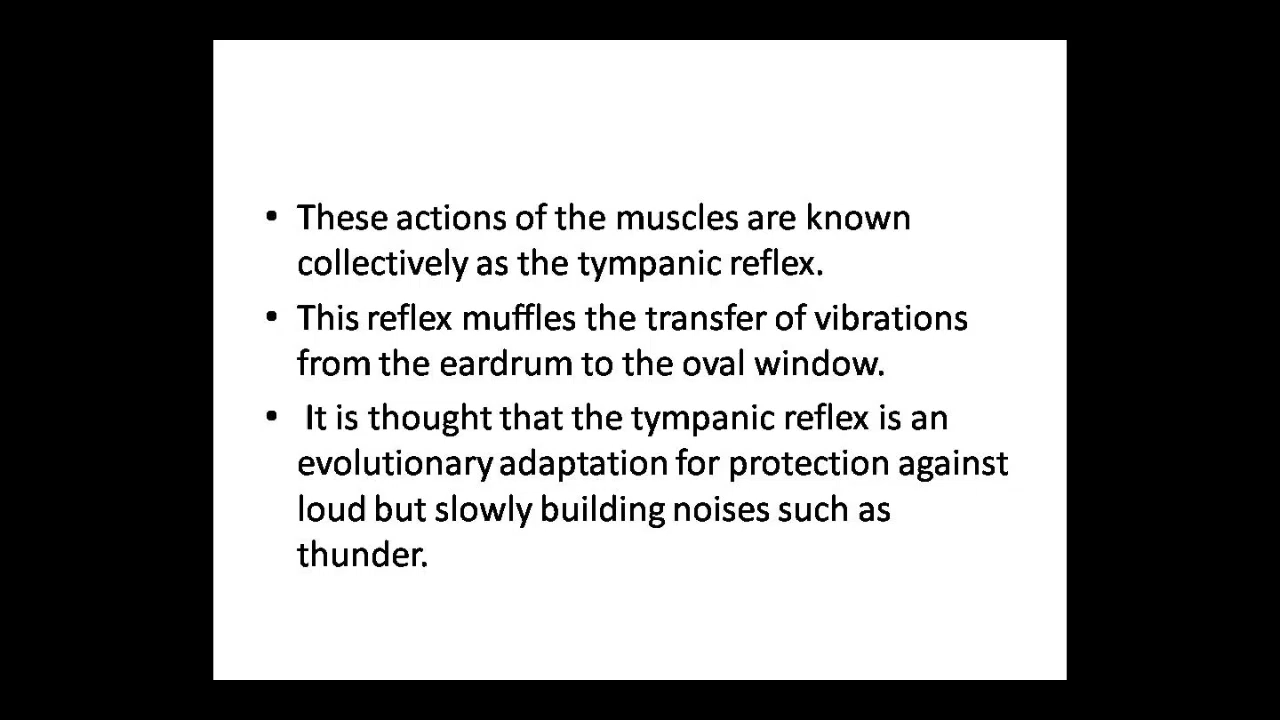 • These actions of the muscles are known
collectively as the tympanic reflex.
• This reflex muffles the transfer of vibrations
from the eardrum to the oval window.
• It is thought that the tympanic reflex is an
evolutionary adaptation for protection against
loud but slowly building noises such as
thunder.